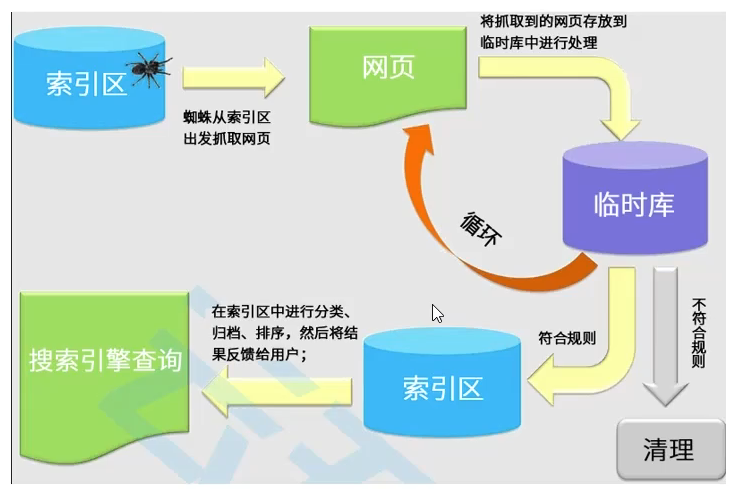 索引区
蜘蛛从索引区
出发抓取网页
网页
将抓取到的网页存放到
临时库中进行处理
临时库
循环
符合规则
不符合规则
清理
索引区
在索引区中进行分类、
归档、排序，然后将结
果反馈给用户；
搜索引擎查询